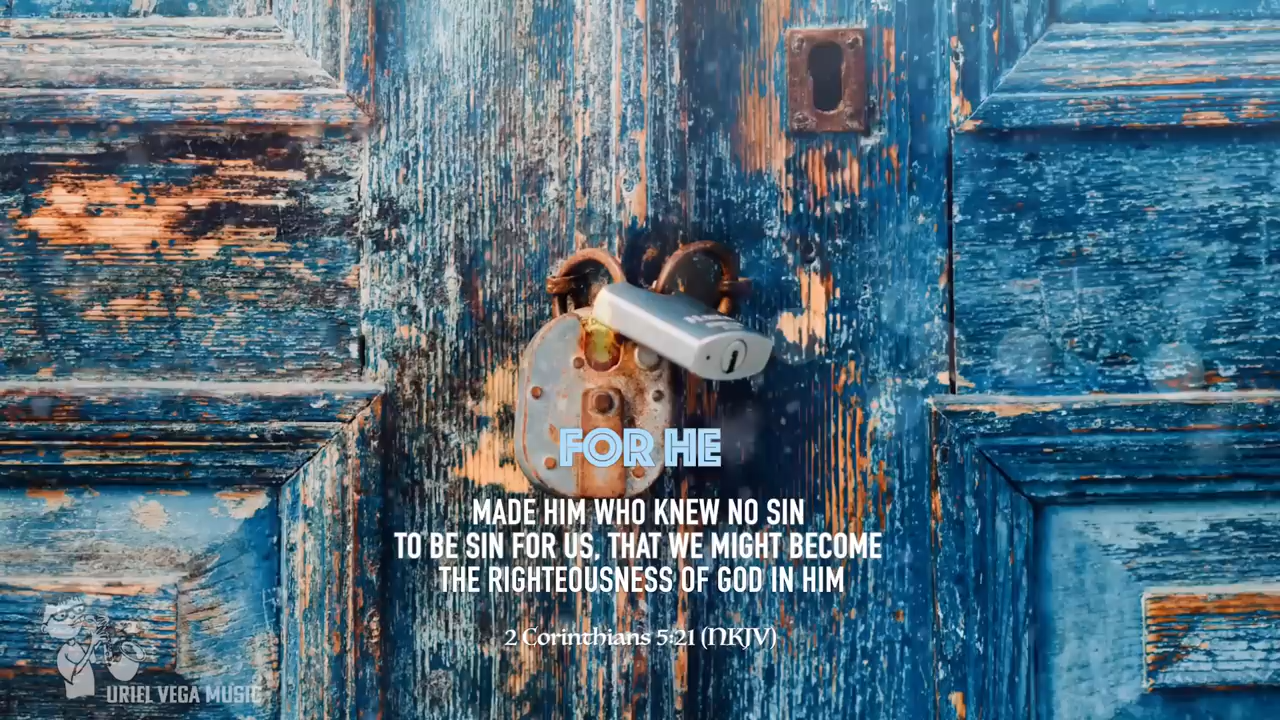 FOR HE
MADE HIM WHO KNEW NO SIN
TO BE SIN FOR US, THAT WE MIGHT BECOME
THE RIGHTEOUSNESS OF GOD IN HIM
2 Corinthians 5:21 (NKJV)
URIEL VEGA MUSIC